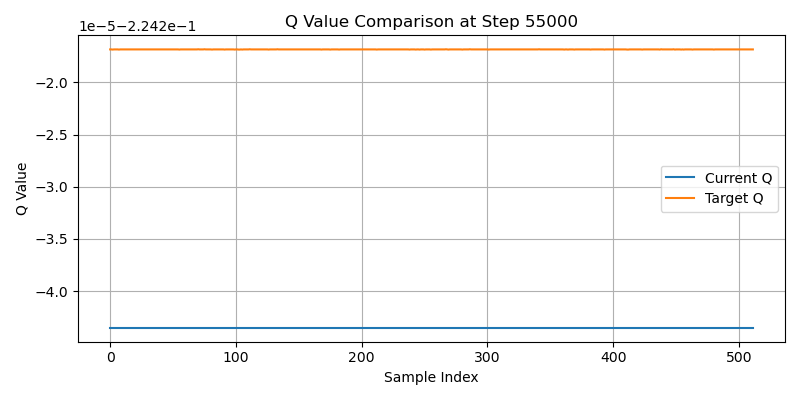 Q Value Comparison at Step 55000
1e−5−2.242e−1
−2.0
−2.5
−3.0
−3.5
−4.0
Q Value
Current Q
Target Q
0 100 200 300 400 500
Sample Index